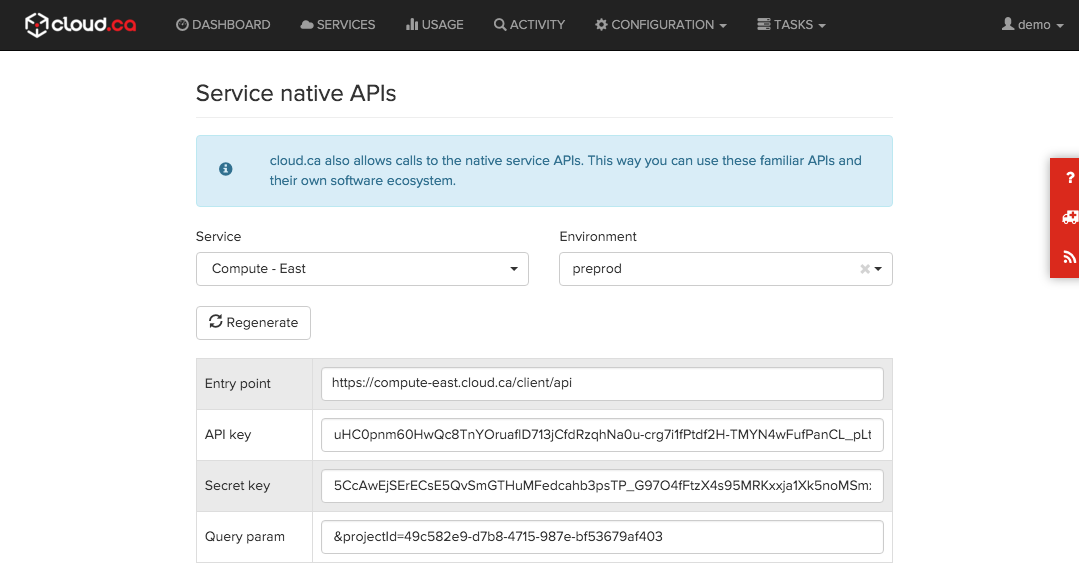 cloud.ca DASHBOARD SERVICES USAGE ACTIVITY CONFIGURATION TASKS demo
Service native APIs
cloud.ca also allows calls to the native service APIs. This way you can use these familiar APIs and
their own software ecosystem.
Service Environment
Compute - East preprod
Regenerate
Entry point https://compute-east.cloud.ca/client/api
API key uHC0pnm60HwQc8TnYOruaflD713jCfdRzqhNa0u-crg7i1fPtdf2H-TMYN4wFufPanCL_pLt
Secret key 5CcAwEjSErECsE5QvSmGTHuMFedcahb3psTP_G97O4fFtzX4s95MRKxxja1Xk5noMSm
Query param &projectId=49c582e9-d7b8-4715-987e-bf53679af403